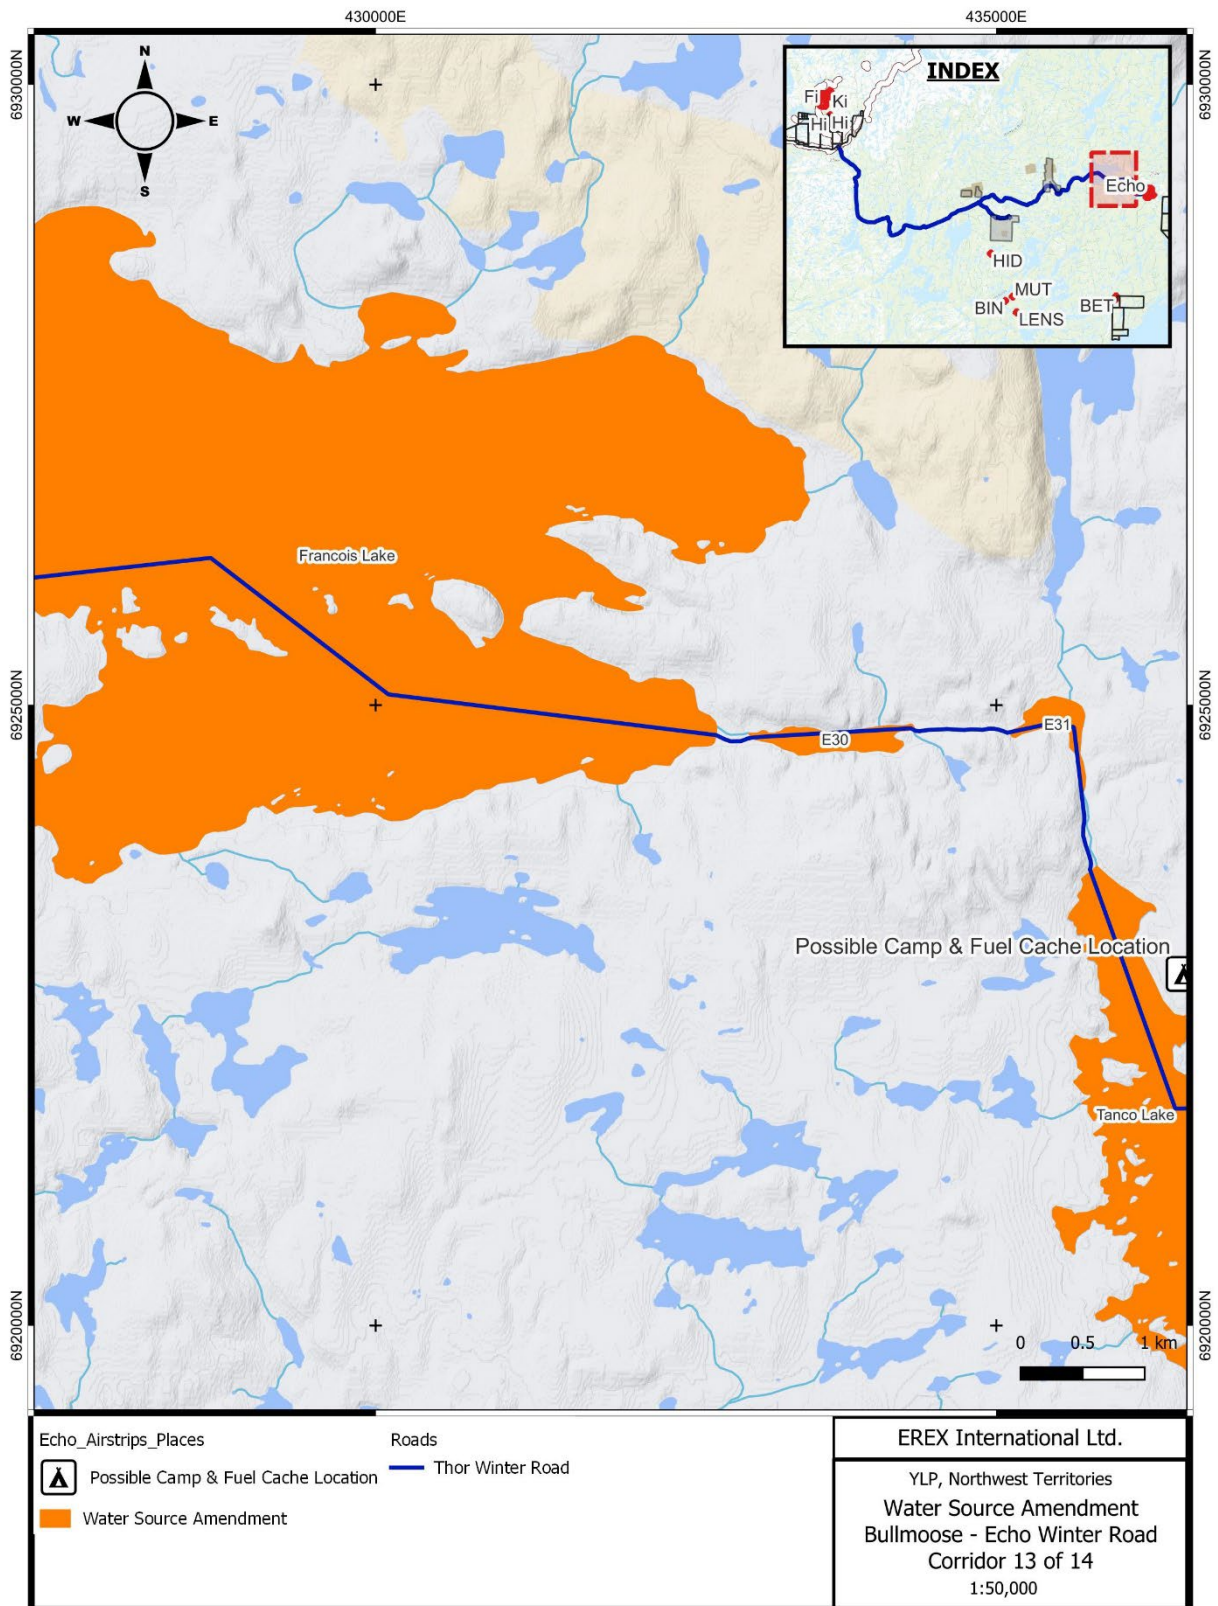 430000E
435000E
N
W
E
S
6930000N
6930000N
INDEX
Fi
Ki
Hi
Hi
Echo
HID
MUT
BIN
LENS
BET
Francois Lake
6925000N
6925000N
E30
E31
Possible Camp & Fuel Cache Location
Tanco Lake
6920000N
6920000N
0 0.5 1 km
Echo_Airstrips_Places
Possible Camp & Fuel Cache Location
Water Source Amendment
Roads
Thor Winter Road
EREX International Ltd.
YLP, Northwest Territories
Water Source Amendment
Bullmoose - Echo Winter Road
Corridor 13 of 14
1:50,000